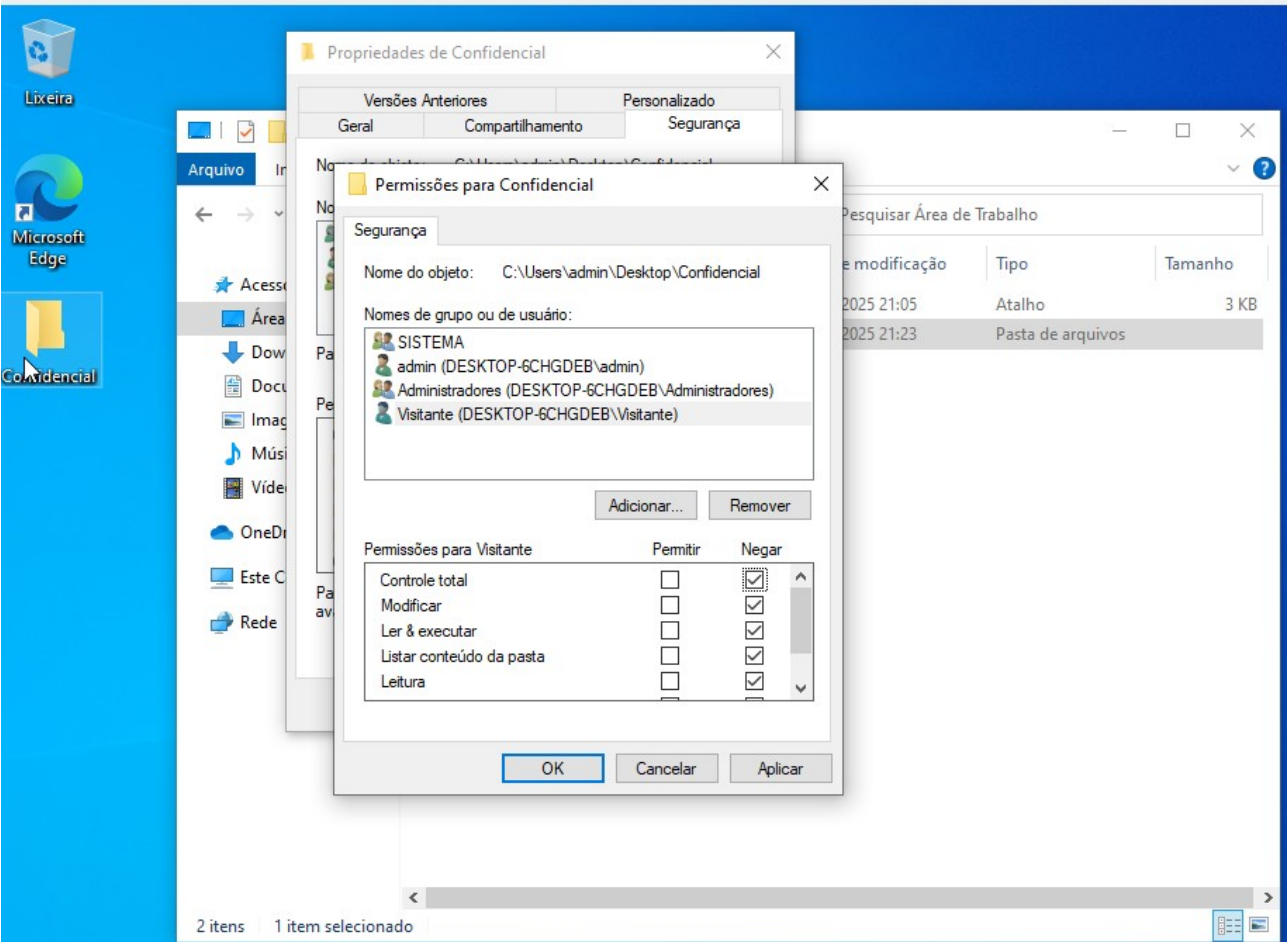 Lixeira
Microsoft
Edge
Confidencial
Propriedades de Confidencial
Versões Anteriores Personalizado
Geral Compartilhamento Segurança
Arquivo
Permissões para Confidencial
Segurança
Nome do objeto: C:\Users\admin\Desktop\Confidencial
Nomes de grupo ou de usuário:
SISTEMA
admin (DESKTOP-6CHGDEB\admin)
Administradores (DESKTOP-6CHGDEB\Administradores)
Visitante (DESKTOP-6CHGDEB\Visitante)
Adicionar... Remover
Permissões para Visitante Permitir Negar
Controle total
Modificar
Ler & executar
Listar conteúdo da pasta
Leitura
OK Cancelar Aplicar
Pesquisar Área de Trabalho
e modificação Tipo Tamanho
2025 21:05 Atalho 3 KB
2025 21:23 Pasta de arquivos
Acesso
Área
Dow
Docu
Imag
Músi
Víde
OneDr
Este C
Rede
2 itens 1 item selecionado